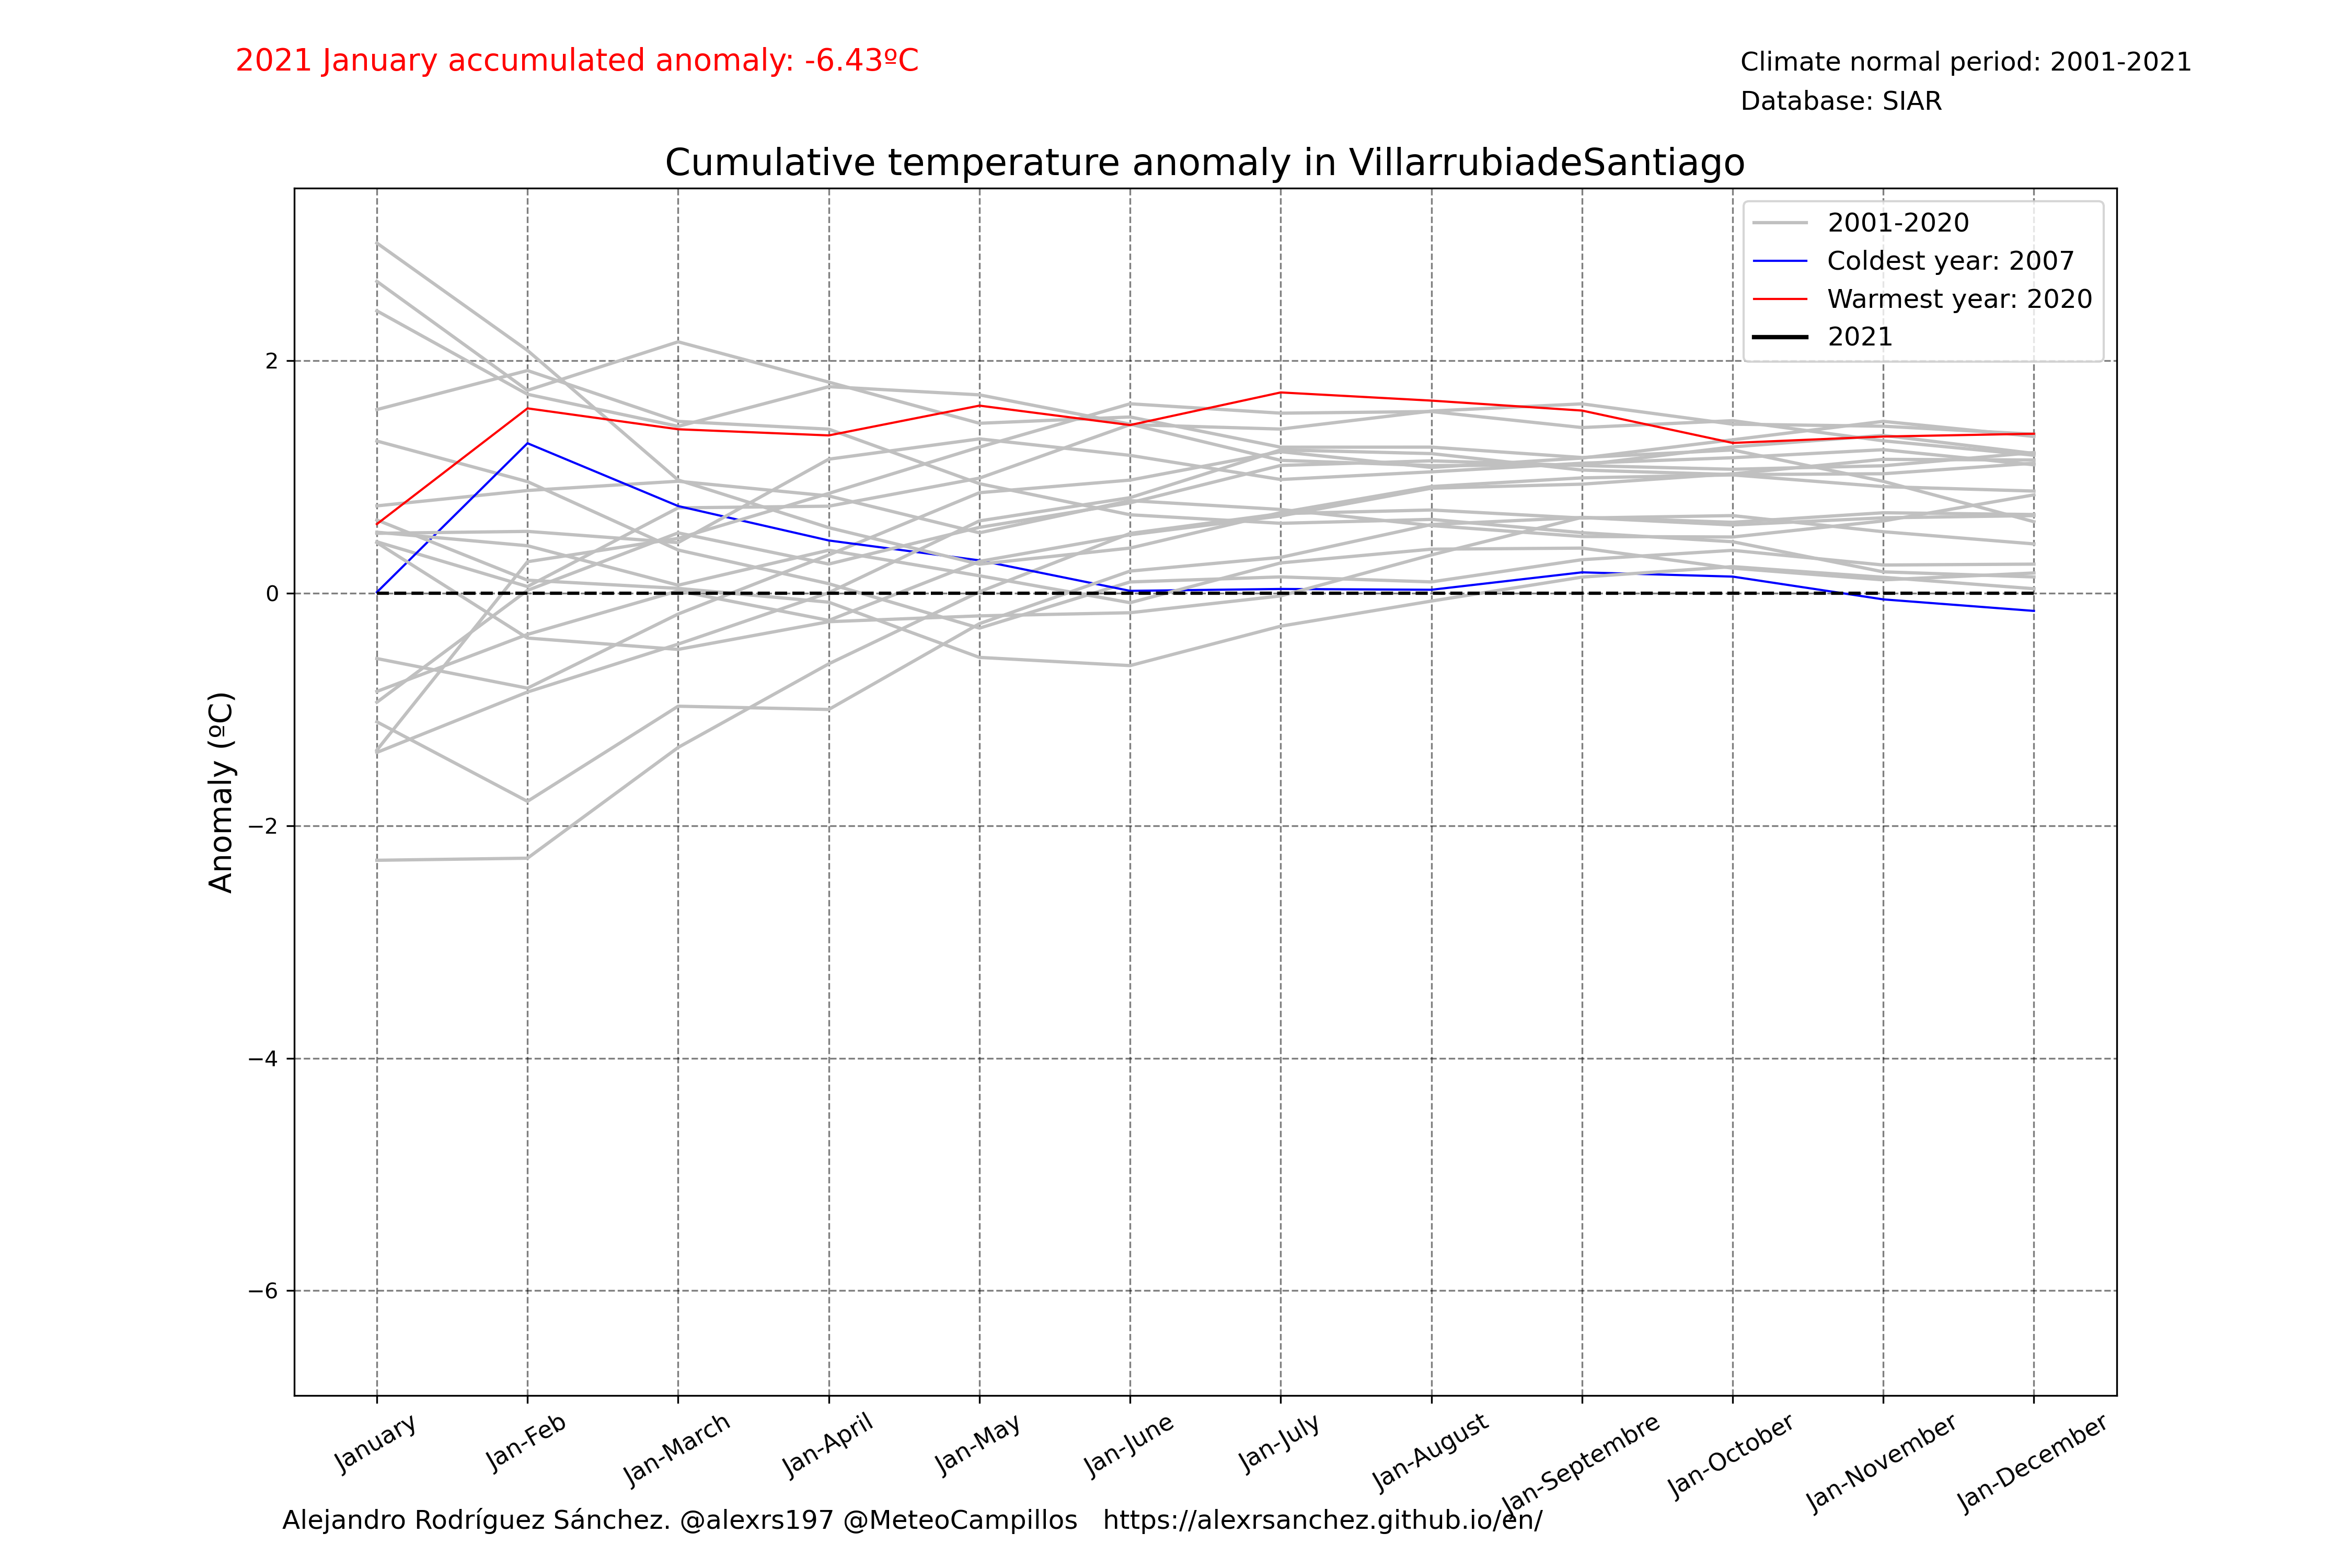 2021 January accumulated anomaly: -6.43ºC
Climate normal period: 2001-2021
Database: SIAR
Cumulative temperature anomaly in VillarrubiadeSantiago
2001-2020
Coldest year: 2007
Warmest year: 2020
2021
Anomaly (ºC)
2
0
−2
−4
−6
January
Jan-Feb
Jan-March
Jan-April
Jan-May
Jan-June
Jan-July
Jan-August
Jan-Septembre
Jan-October
Jan-November
Jan-December
Alejandro Rodríguez Sánchez. @alexrs197 @MeteoCampillos   https://alexrsanchez.github.io/en/